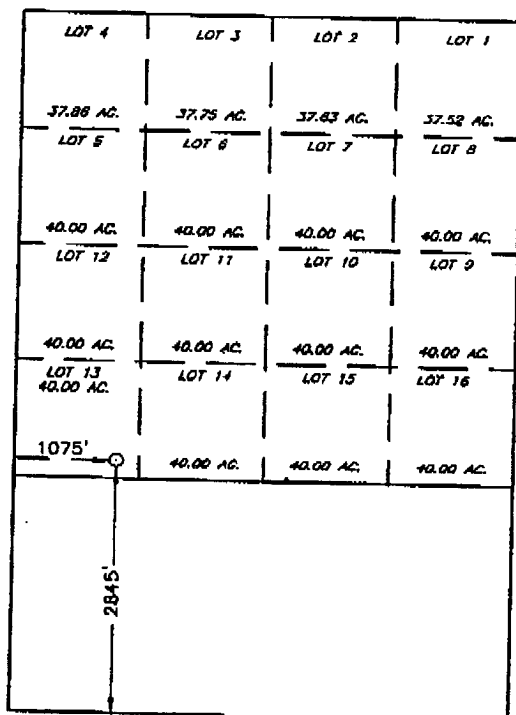 LOT 4 LOT 3 LOT 2 LOT 1
37.86 AC. 37.75 AC. 37.63 AC. 37.52 AC.
LOT 5 LOT 6 LOT 7 LOT 8
40.00 AC. 40.00 AC. 40.00 AC. 40.00 AC.
LOT 12 LOT 11 LOT 10 LOT 9
40.00 AC. 40.00 AC. 40.00 AC. 40.00 AC.
LOT 13 LOT 14 LOT 15 LOT 16
40.00 AC.
1075'
40.00 AC. 40.00 AC. 40.00 AC.
2845'